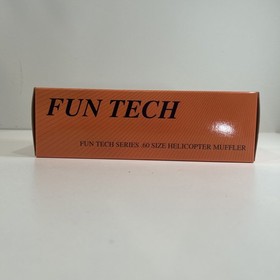 FUN TECH
FUN TECH SERIES .60 SIZE HELICOPTER MUFFLER